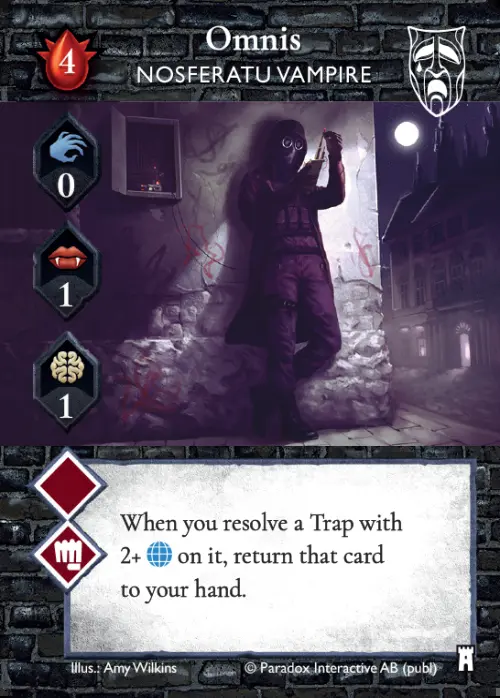 4
Omnis
NOSFERATU VAMPIRE
0
1
1
When you resolve a Trap with
2+ on it, return that card
to your hand.
Illus.: Amy Wilkins
© Paradox Interactive AB (publ)